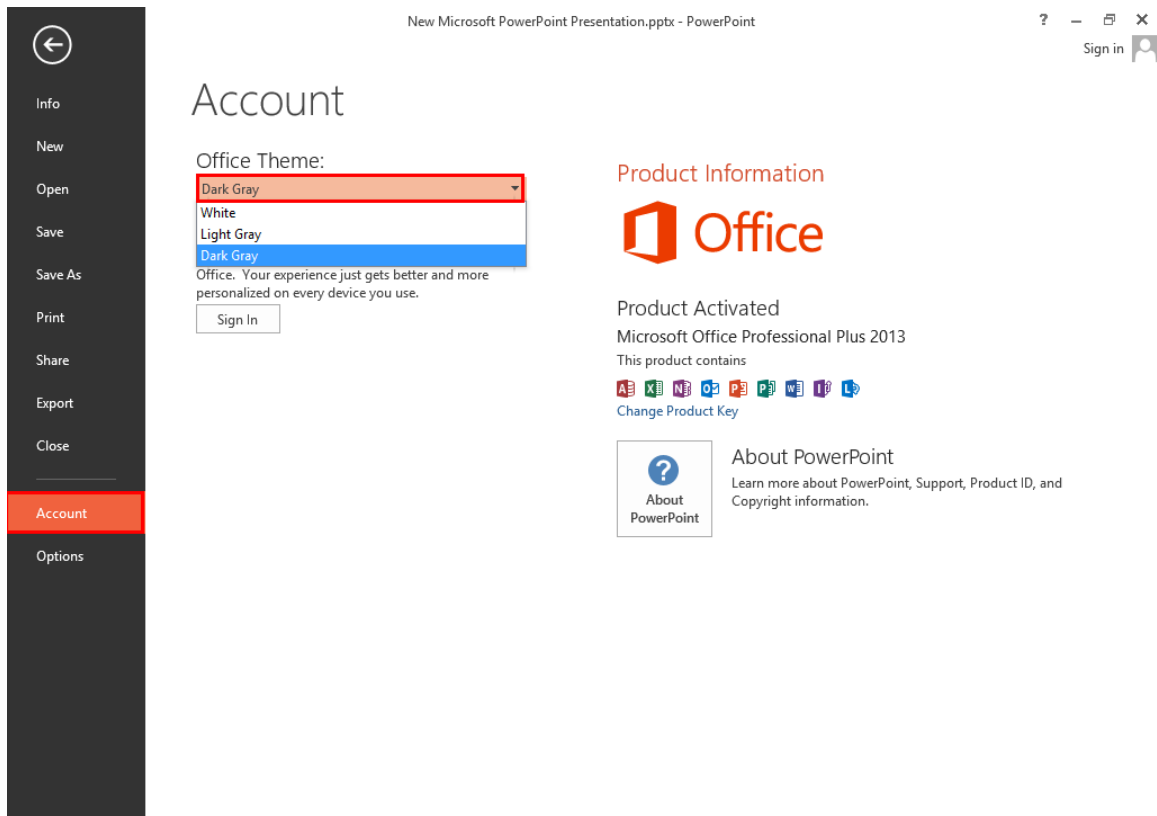 New Microsoft PowerPoint Presentation.pptx - PowerPoint
?
Sign in
Info
New
Open
Save
Save As
Print
Share
Export
Close
Account
Options
Account
Office Theme:
Dark Gray
White
Light Gray
Dark Gray
Office. Your experience just gets better and more
personalized on every device you use.
Sign In
Product Information
Office
Product Activated
Microsoft Office Professional Plus 2013
This product contains
Change Product Key
?
About
PowerPoint
About PowerPoint
Learn more about PowerPoint, Support, Product ID, and
Copyright information.